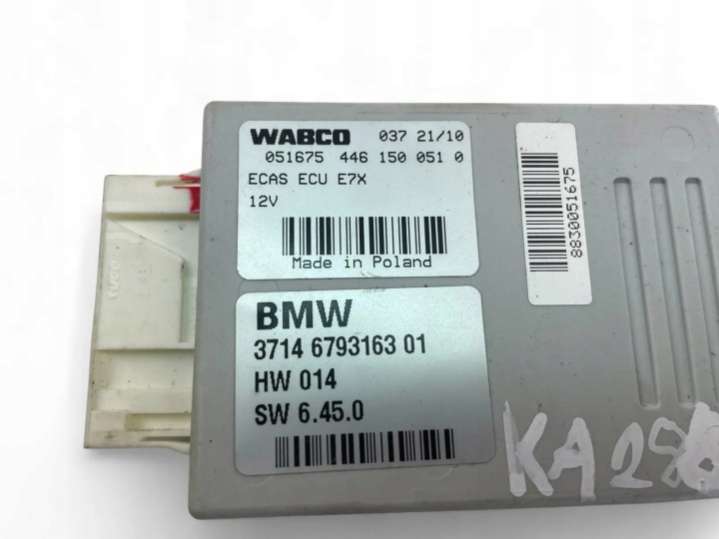 WABCO 037 21/10
051675 446 150 051 0
ECAS ECU E7X
12V
Made in Poland
BMW
3714 6793163 01
HW 014
SW 6.45.0
8830051675